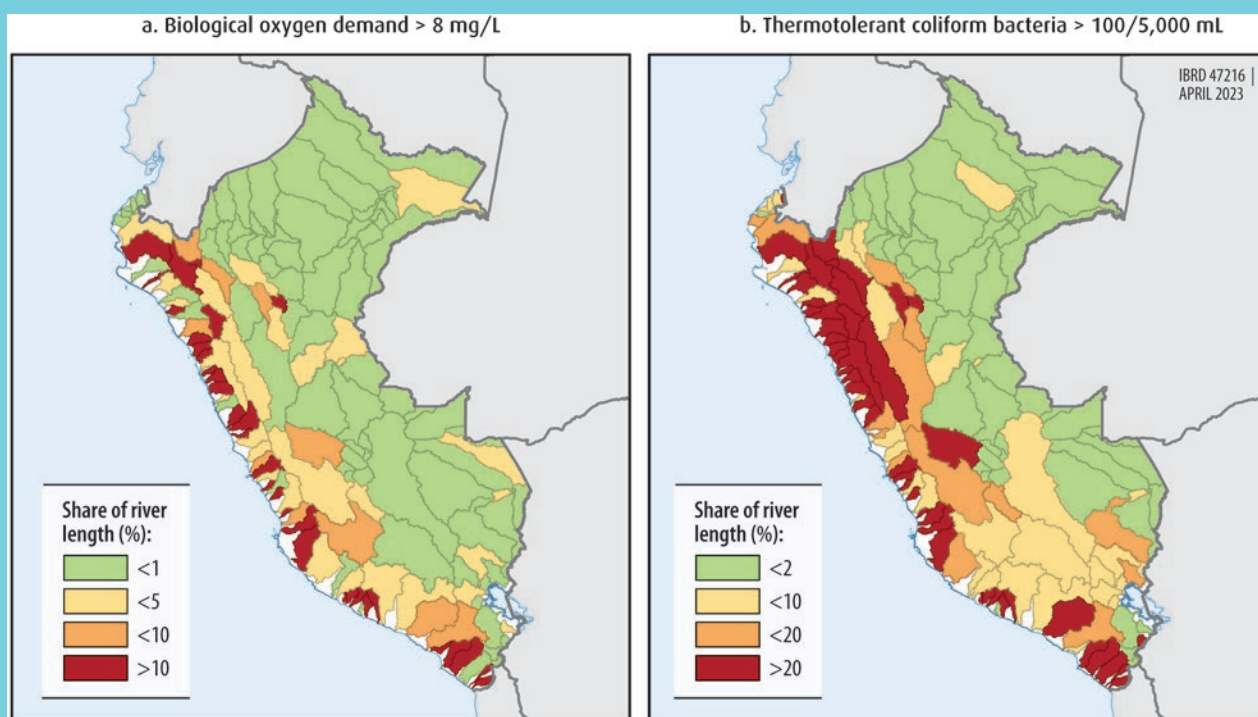 a. Biological oxygen demand > 8 mg/L
Share of river
length (%):
<1
<5
<10
>10
b. Thermotolerant coliform bacteria > 100/5,000 mL
IBRD 47216 |
APRIL 2023
Share of river
length (%):
<2
<10
<20
>20